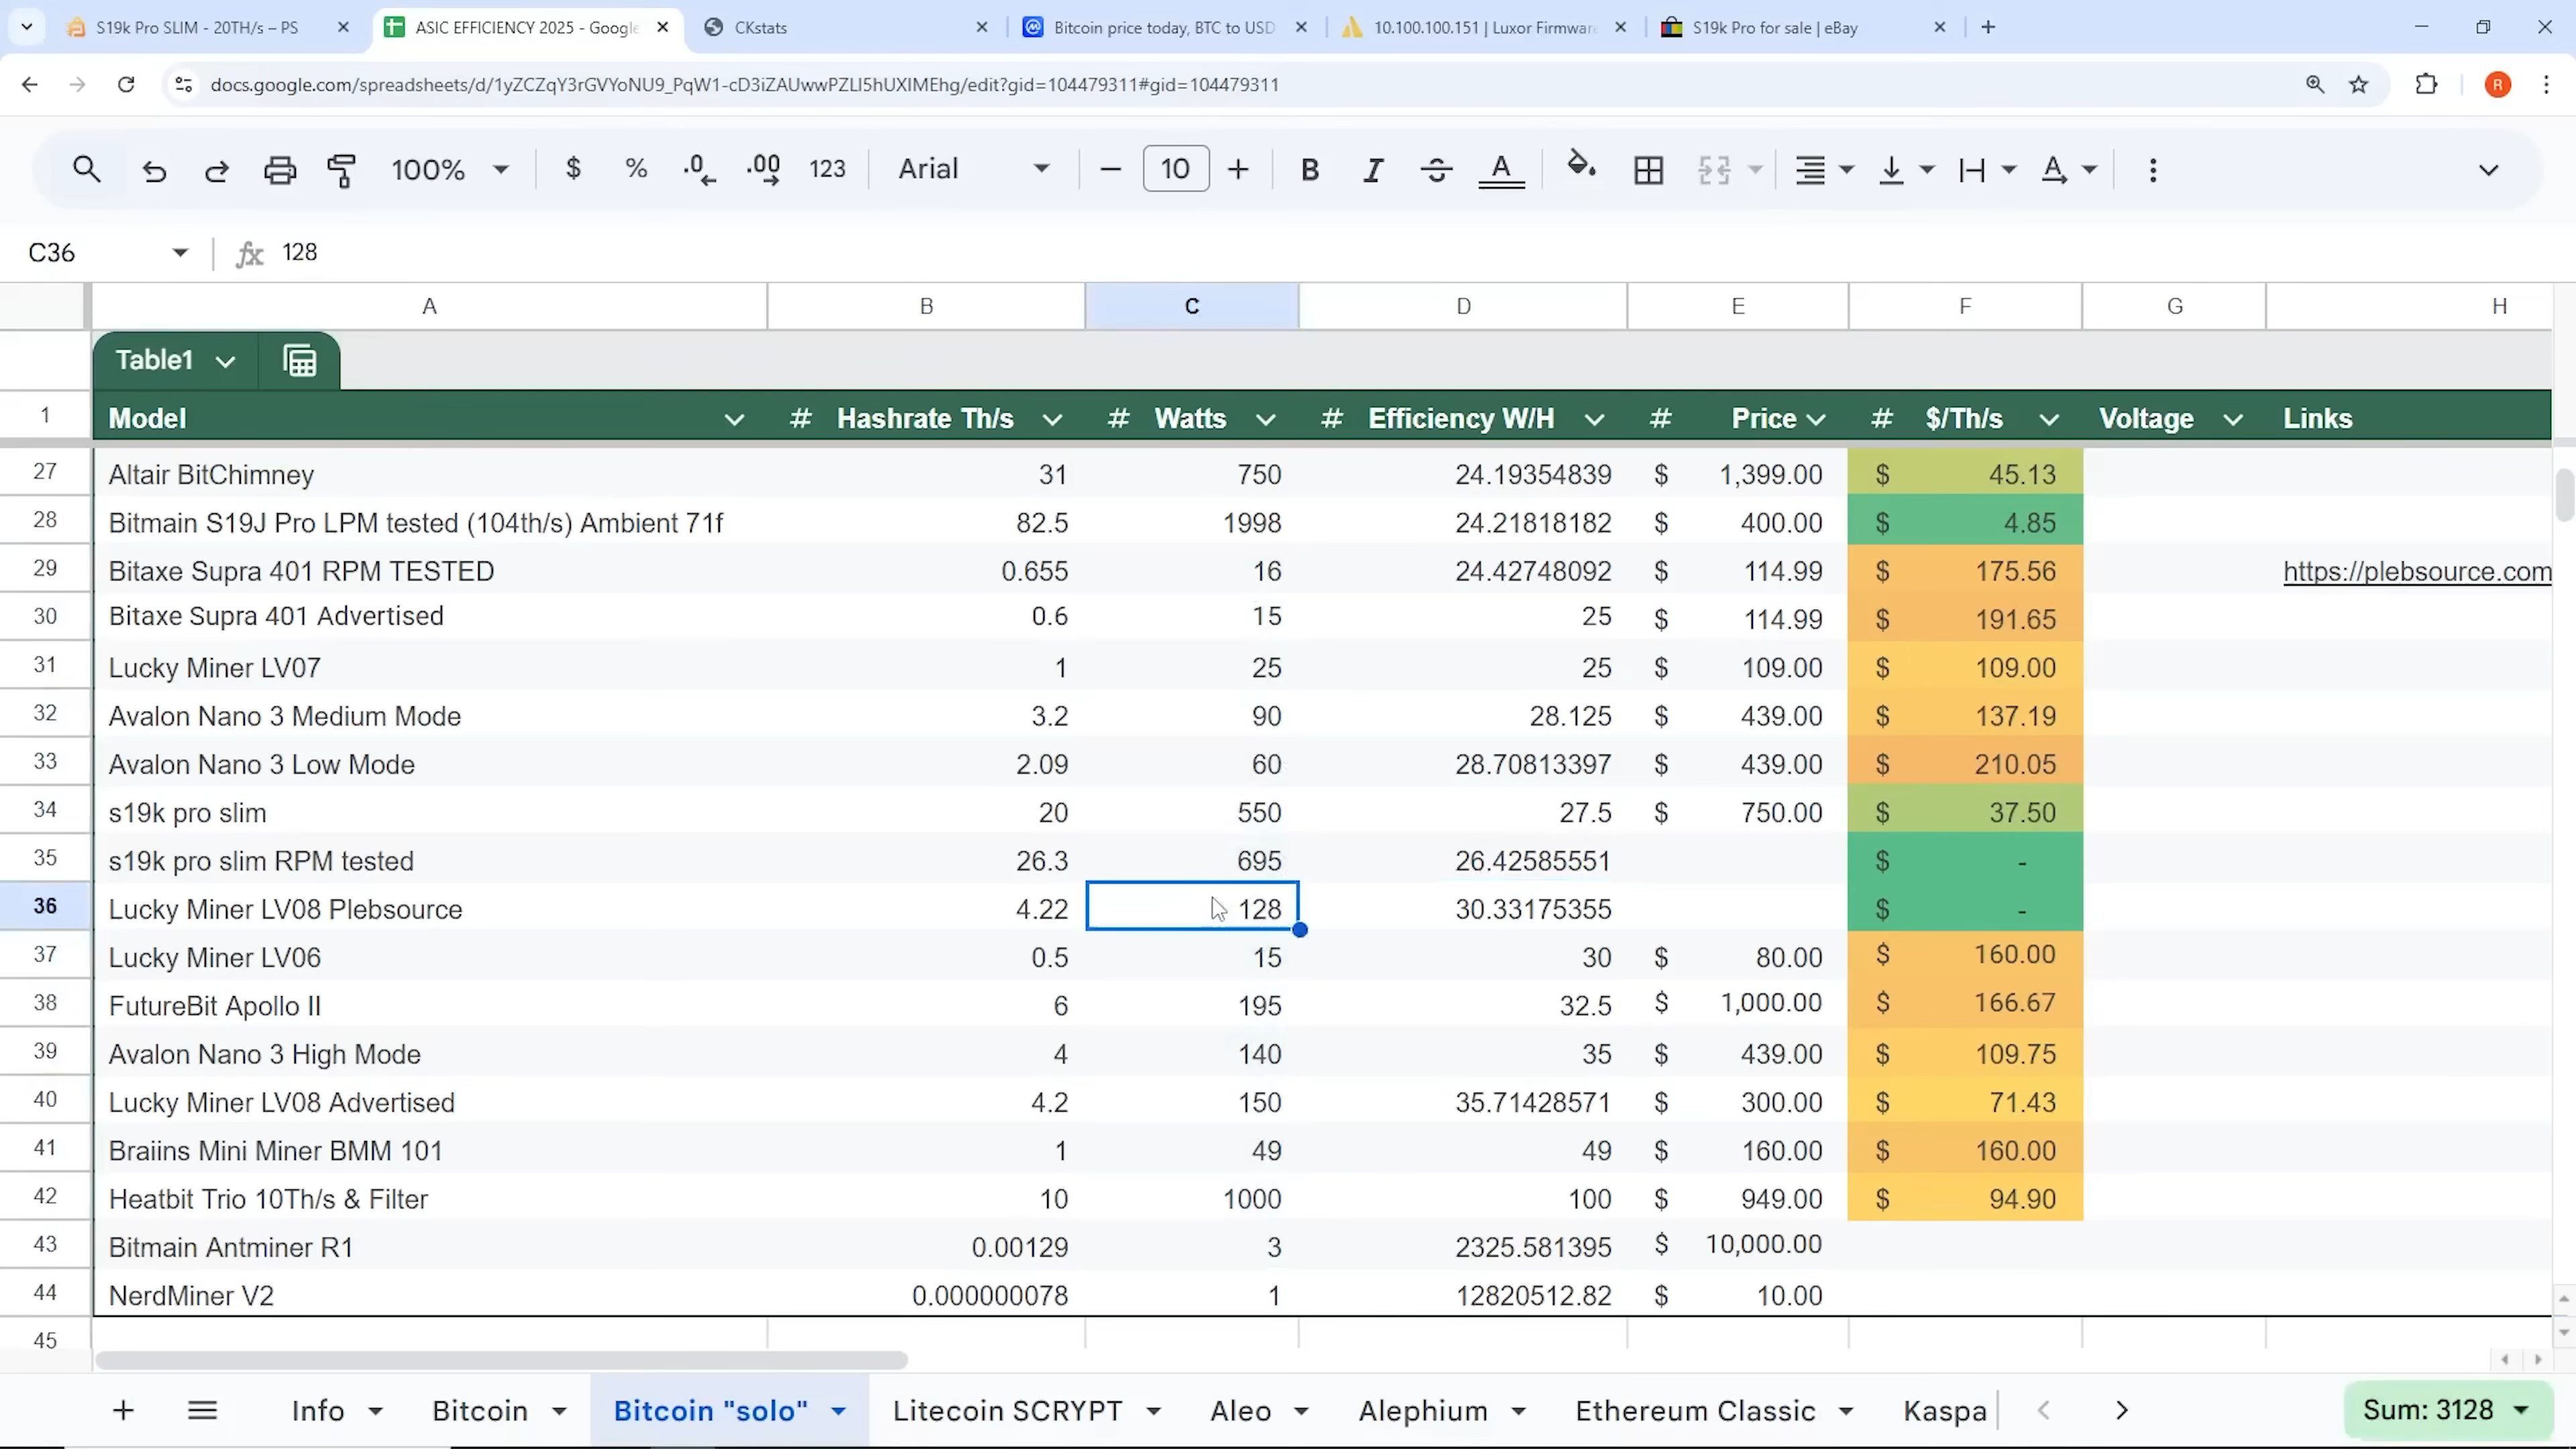 S19k Pro SLIM - 20TH/s – PS
ASIC EFFICIENCY 2025 - Google
CKstats
Bitcoin price today, BTC to USD
10.100.100.151 | Luxor Firmware
S19k Pro for sale | eBay
docs.google.com/spreadsheets/d/1yZCZqY3rGVYoNU9_PqW1-cD3iZAUwwPZLl5hUXIMEhg/edit?gid=104479311#gid=104479311
R
100% $ % .0 .00 123 Arial 10 B I A
C36 fx 128
A B C D E F G H
Table1
1 Model # Hashrate Th/s # Watts # Efficiency W/H # Price # $/Th/s Voltage Links
27 Altair BitChimney 31 750 24.19354839 $ 1,399.00 $ 45.13
28 Bitmain S19J Pro LPM tested (104th/s) Ambient 71f 82.5 1998 24.21818182 $ 400.00 $ 4.85
29 Bitaxe Supra 401 RPM TESTED 0.655 16 24.42748092 $ 114.99 $ 175.56 https://plebsource.com
30 Bitaxe Supra 401 Advertised 0.6 15 25 $ 114.99 $ 191.65
31 Lucky Miner LV07 1 25 25 $ 109.00 $ 109.00
32 Avalon Nano 3 Medium Mode 3.2 90 28.125 $ 439.00 $ 137.19
33 Avalon Nano 3 Low Mode 2.09 60 28.70813397 $ 439.00 $ 210.05
34 s19k pro slim 20 550 27.5 $ 750.00 $ 37.50
35 s19k pro slim RPM tested 26.3 695 26.42585551 $ -
36 Lucky Miner LV08 Plebsource 4.22 128 30.33175355 $ -
37 Lucky Miner LV06 0.5 15 30 $ 80.00 $ 160.00
38 FutureBit Apollo II 6 195 32.5 $ 1,000.00 $ 166.67
39 Avalon Nano 3 High Mode 4 140 35 $ 439.00 $ 109.75
40 Lucky Miner LV08 Advertised 4.2 150 35.71428571 $ 300.00 $ 71.43
41 Braiins Mini Miner BMM 101 1 49 49 $ 160.00 $ 160.00
42 Heatbit Trio 10Th/s & Filter 10 1000 100 $ 949.00 $ 94.90
43 Bitmain Antminer R1 0.00129 3 2325.581395 $ 10,000.00
44 NerdMiner V2 0.000000078 1 12820512.82 $ 10.00
45
Info Bitcoin Bitcoin "solo" Litecoin SCRYPT Aleo Alephium Ethereum Classic Kaspa Sum: 3128